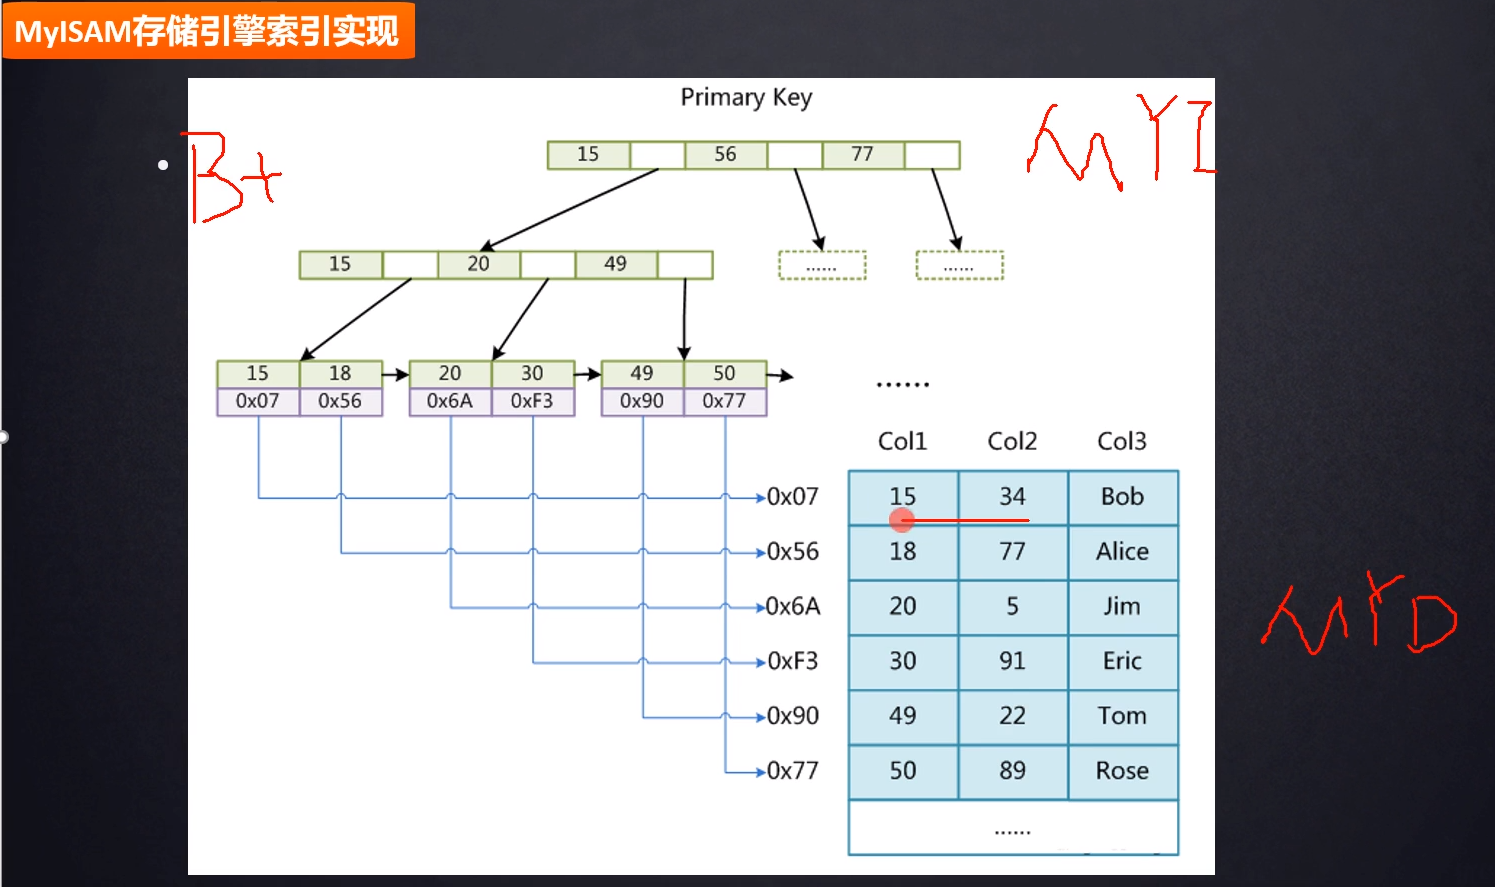 MyISAM存储引擎索引实现
Primary Key
B+
MYI
15 56 77
15 20 49
...... ......
15 18 20 30 49 50
0x07 0x56 0x6A 0xF3 0x90 0x77
......
Col1 Col2 Col3
0x07 15 34 Bob
0x56 18 77 Alice
0x6A 20 5 Jim
0xF3 30 91 Eric
0x90 49 22 Tom
0x77 50 89 Rose
MYD
......